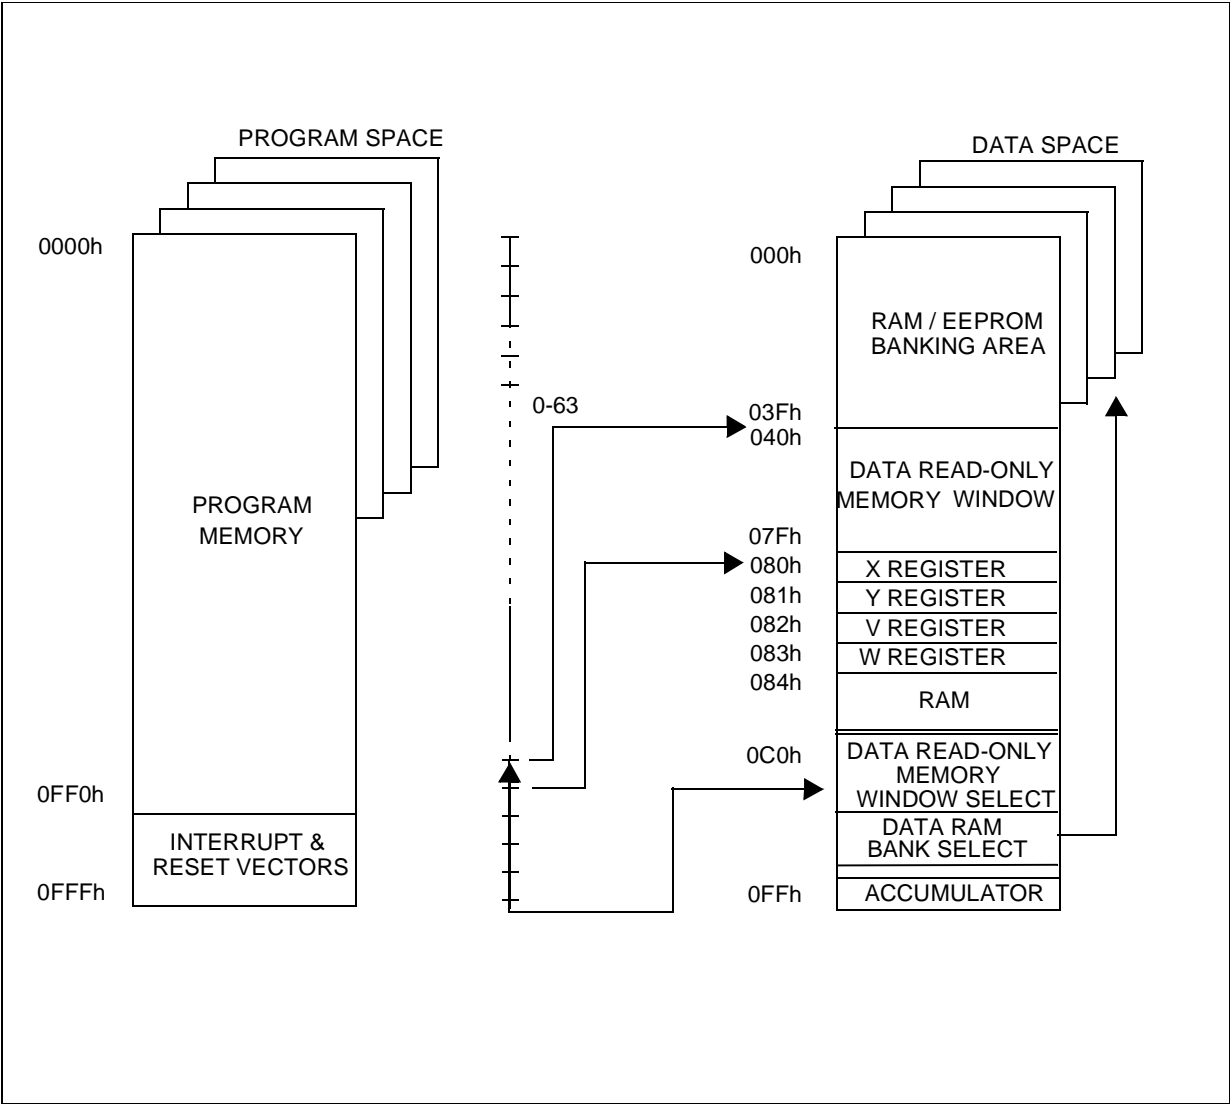 PROGRAM SPACE
0000h
PROGRAM
MEMORY
0FF0h
INTERRUPT &
RESET VECTORS
0FFFh
0-63
DATA SPACE
000h
RAM / EEPROM
BANKING AREA
03Fh
040h
DATA READ-ONLY
MEMORY WINDOW
07Fh
080h
X REGISTER
081h
Y REGISTER
082h
V REGISTER
083h
W REGISTER
084h
RAM
0C0h
DATA READ-ONLY
MEMORY
WINDOW SELECT
DATA RAM
BANK SELECT
0FFh
ACCUMULATOR